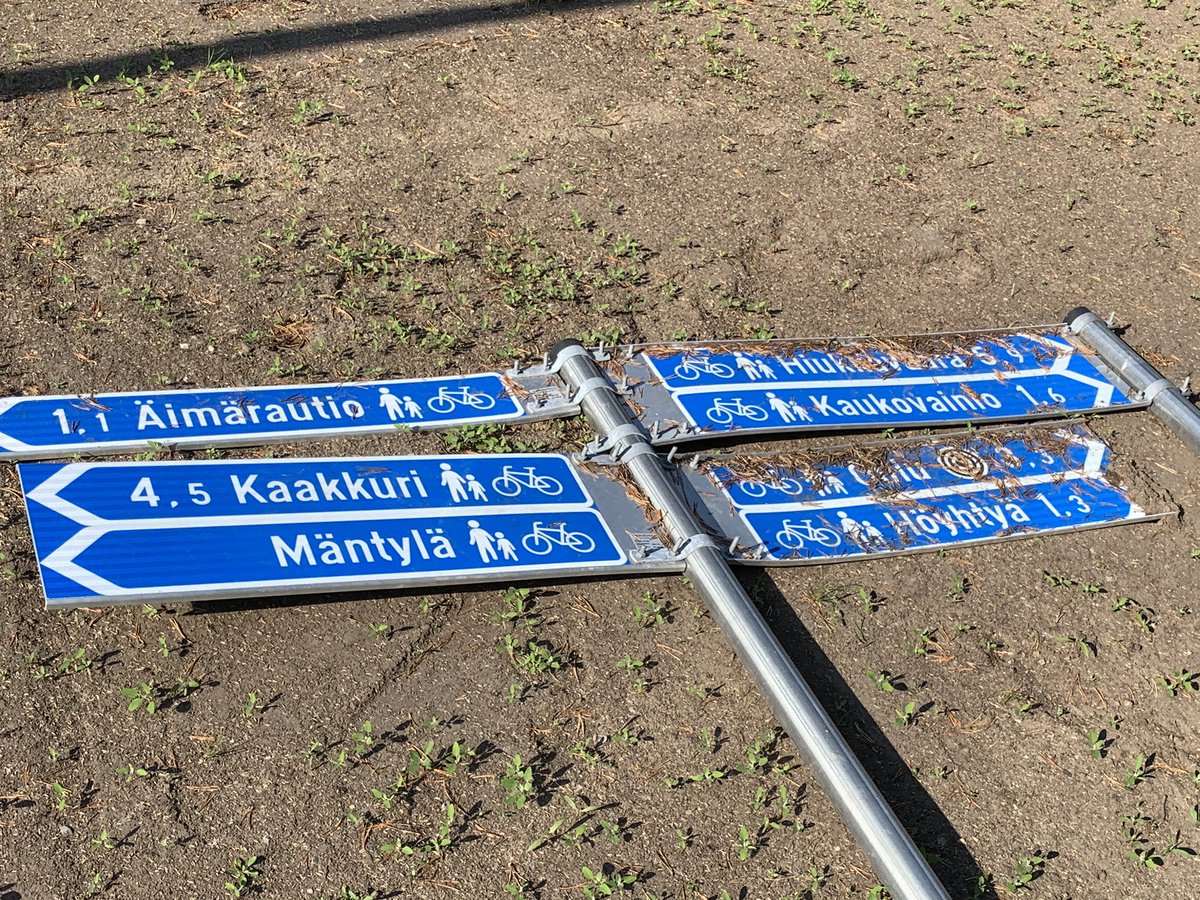 1,1 Äimärautio
4,5 Kaakkuri
Mäntylä
Kaukovainio 1,6
Höyhtyä 1,3